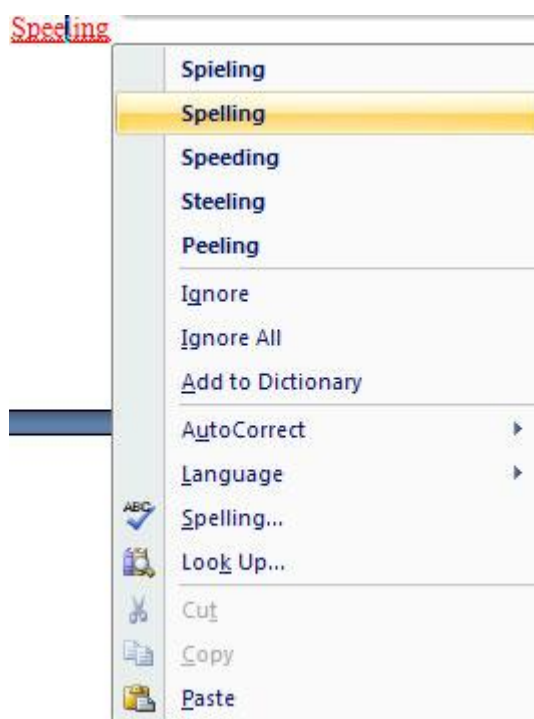 Speeling
Spieling
Spelling
Speeding
Steeling
Peeling
Ignore
Ignore All
Add to Dictionary
AutoCorrect
Language
ABC
Spelling...
Look Up...
Cut
Copy
Paste